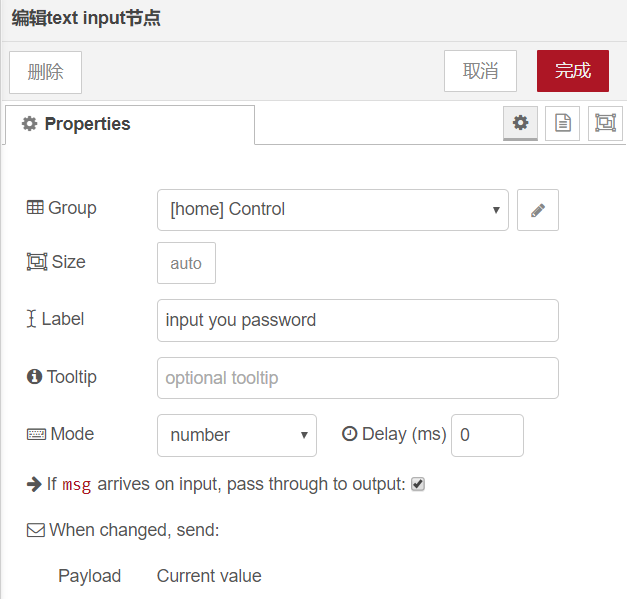 编辑text input节点
删除 取消 完成
Properties
Group [home] Control
Size auto
Label input you password
Tooltip optional tooltip
Mode number Delay (ms) 0
If msg arrives on input, pass through to output:
When changed, send:
Payload Current value